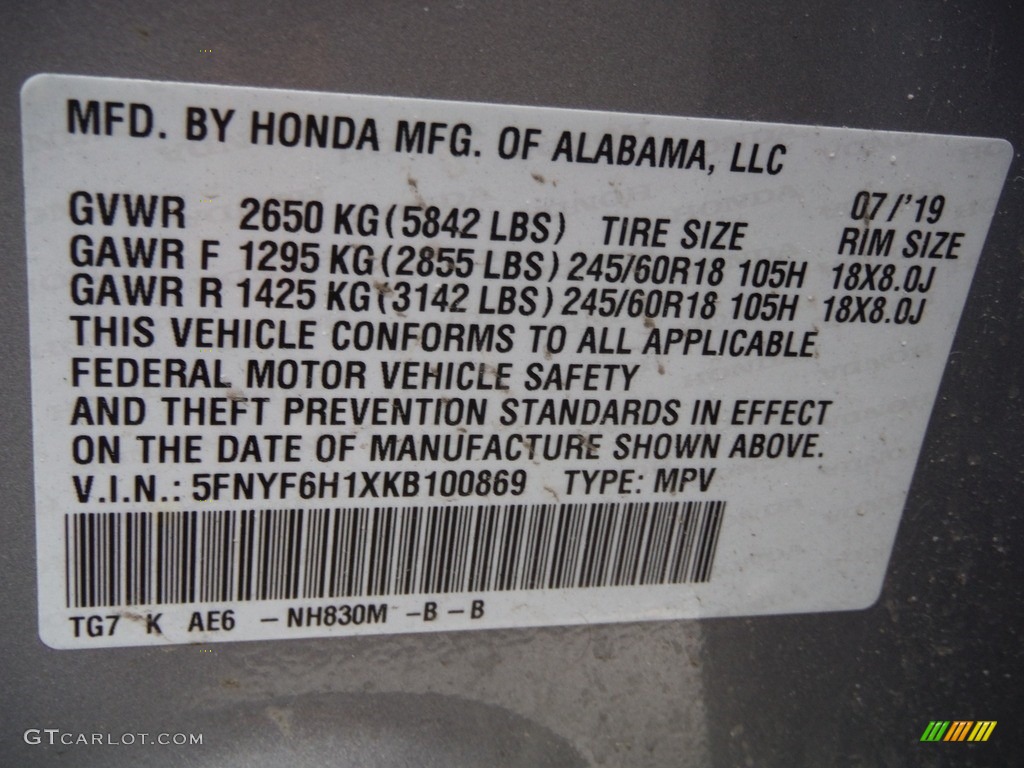 MFD. BY HONDA MFG. OF ALABAMA, LLC
07/'19
GVWR 2650 KG (5842 LBS) TIRE SIZE RIM SIZE
GAWR F 1295 KG (2855 LBS) 245/60R18 105H 18X8.0J
GAWR R 1425 KG (3142 LBS) 245/60R18 105H 18X8.0J
THIS VEHICLE CONFORMS TO ALL APPLICABLE
FEDERAL MOTOR VEHICLE SAFETY
AND THEFT PREVENTION STANDARDS IN EFFECT
ON THE DATE OF MANUFACTURE SHOWN ABOVE.
V.I.N.: 5FNYF6H1XKB100869 TYPE: MPV
TG7 K AE6 – NH830M – B – B
GTCARLOT.COM